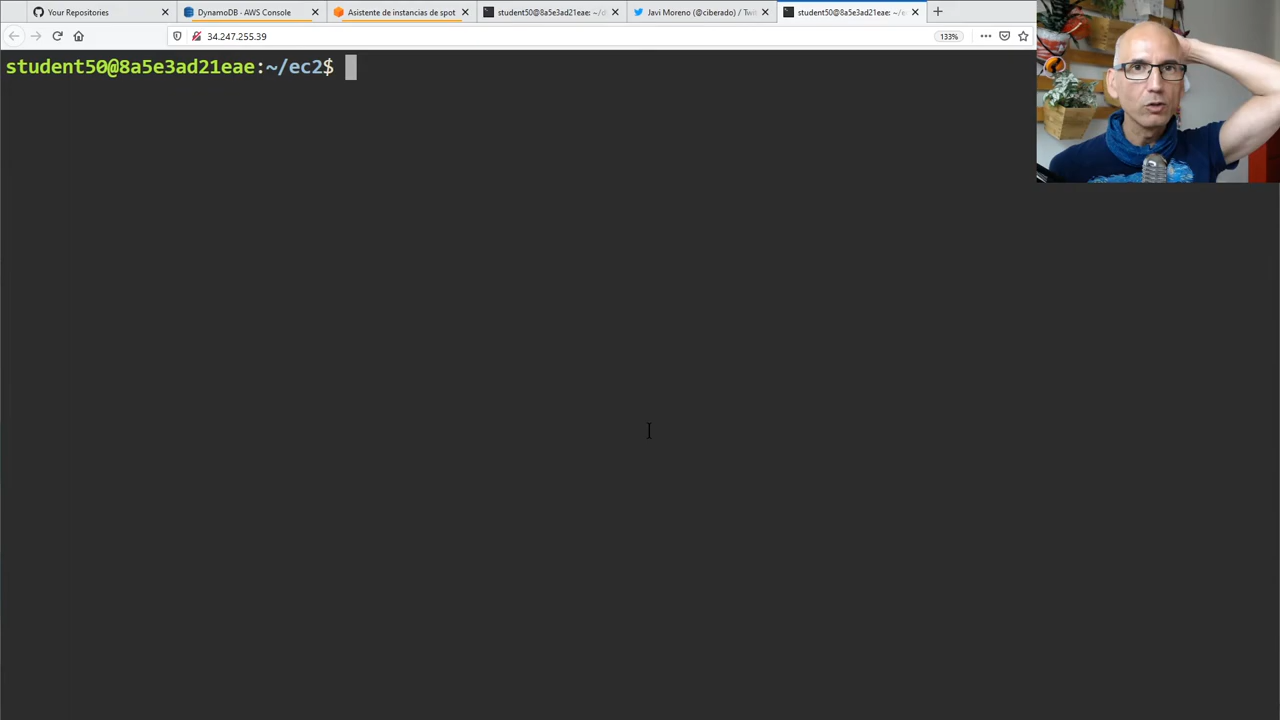 Your Repositories
DynamoDB - AWS Console
Asistente de instancias de spot
student50@8a5e3ad21eae: ~/d
Javi Moreno (@ciberado) / Twit
student50@8a5e3ad21eae: ~/e
34.247.255.39
133%
student50@8a5e3ad21eae:~/ec2$